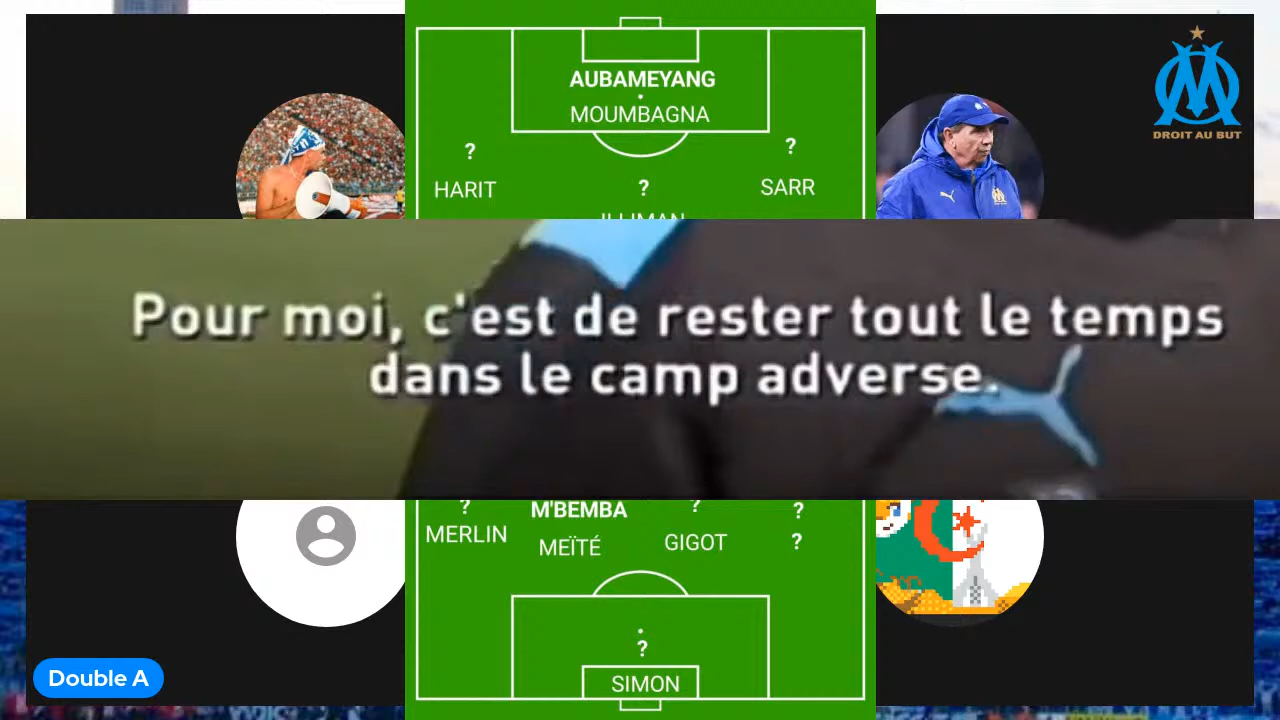 AUBAMEYANG
MOUMBAGNA
?
?
HARIT
?
SARR
DROIT AU BUT
Pour moi, c'est de rester tout le temps
dans le camp adverse.
?
M'BEMBA
?
?
MERLIN
MEÏTÉ
GIGOT
?
?
SIMON
Double A